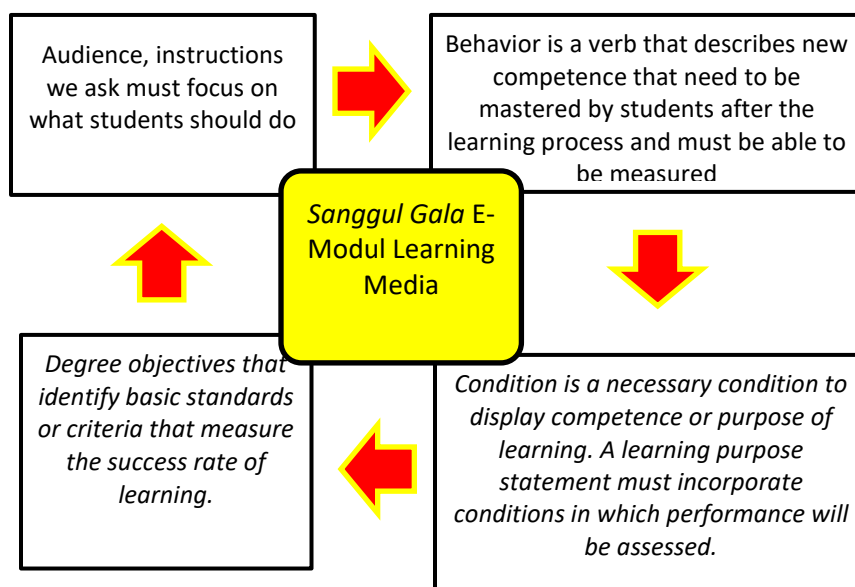 Audience, instructions
we ask must focus on
what students should do
Behavior is a verb that describes new
competence that need to be
mastered by students after the
learning process and must be able to
be measured
Sanggul Gala E-
Modul Learning
Media
Degree objectives that
identify basic standards
or criteria that measure
the success rate of
learning.
Condition is a necessary condition to
display competence or purpose of
learning. A learning purpose
statement must incorporate
conditions in which performance will
be assessed.